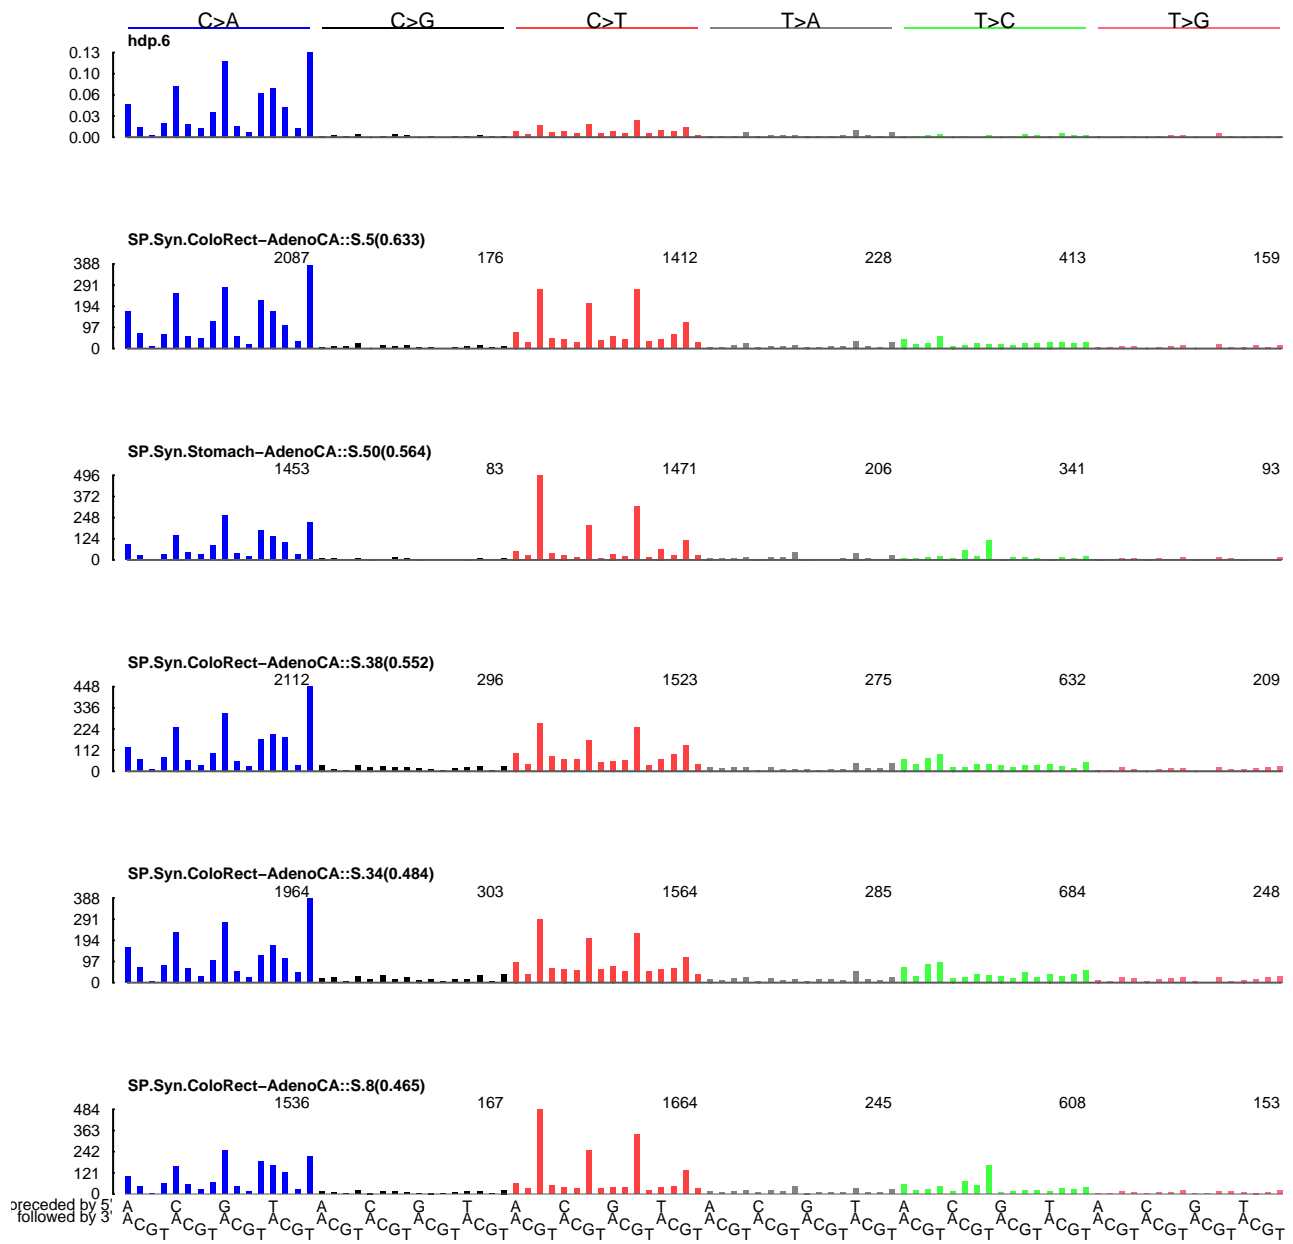 C>A C>G C>T T>A T>C T>G
hdp.6
0.13
0.10
0.06
0.03
0.00
SP.Syn.ColoRect−AdenoCA::S.5(0.633)
2087 176 1412 228 413 159
388
291
194
97
0
SP.Syn.Stomach−AdenoCA::S.50(0.564)
1453 83 1471 206 341 93
496
372
248
124
0
SP.Syn.ColoRect−AdenoCA::S.38(0.552)
2112 296 1523 275 632 209
448
336
224
112
0
SP.Syn.ColoRect−AdenoCA::S.34(0.484)
1964 303 1564 285 684 248
388
291
194
97
0
SP.Syn.ColoRect−AdenoCA::S.8(0.465)
1536 167 1664 245 608 153
484
363
242
121
0
preceded by 5' A C G T A C G T A C G T A C G T A C G T A C G T
followed by 3' A C G T A C G T A C G T A C G T A C G T A C G T A C G T A C G T A C G T A C G T A C G T A C G T A C G T A C G T A C G T A C G T A C G T A C G T A C G T A C G T A C G T A C G T A C G T A C G T